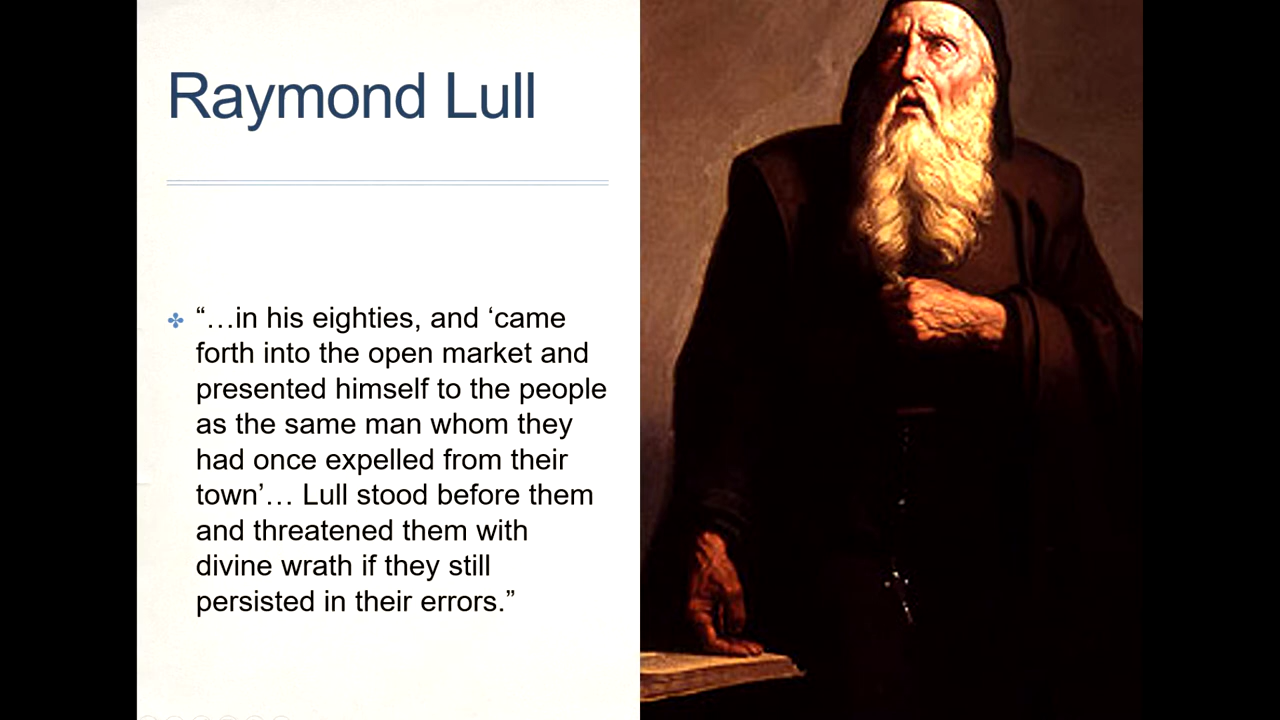 Raymond Lull
“…in his eighties, and ‘came
forth into the open market and
presented himself to the people
as the same man whom they
had once expelled from their
town’… Lull stood before them
and threatened them with
divine wrath if they still
persisted in their errors.”